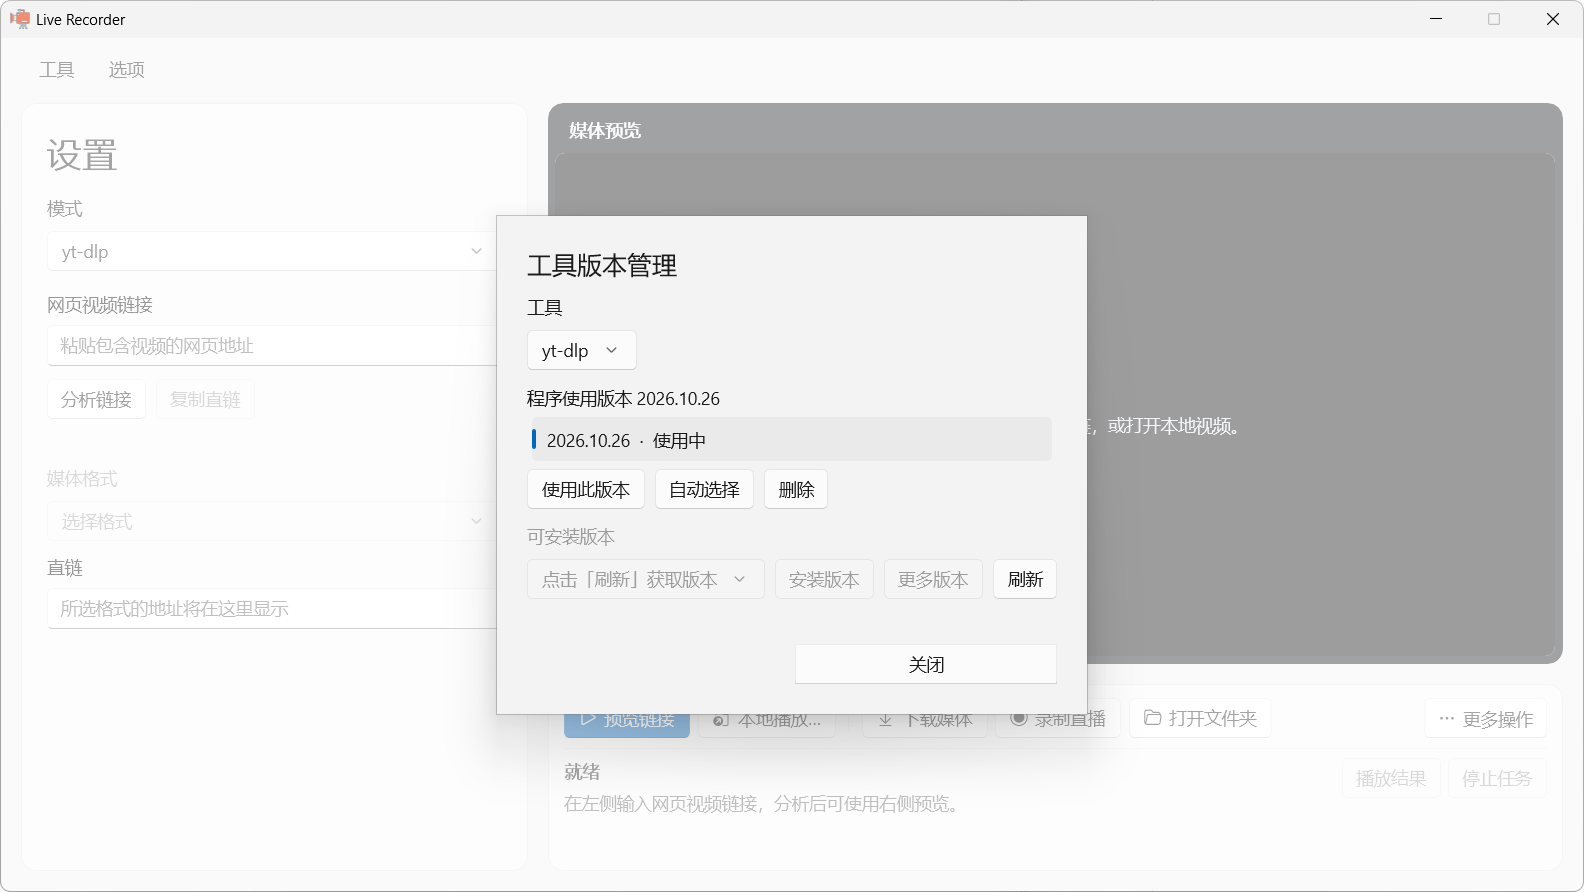 Live Recorder
工具 选项
设置
模式
yt-dlp
网页视频链接
粘贴包含视频的网页地址
分析链接 复制直链
媒体格式
选择格式
直链
所选格式的地址将在这里显示
媒体预览
，或打开本地视频。
工具版本管理
工具
yt-dlp
程序使用版本 2026.10.26
2026.10.26 · 使用中
使用此版本 自动选择 删除
可安装版本
点击「刷新」获取版本 安装版本 更多版本 刷新
关闭
预览链接 本地播放... 下载媒体 录制直播 打开文件夹 ··· 更多操作
就绪
在左侧输入网页视频链接，分析后可使用右侧预览。
播放结果 停止任务